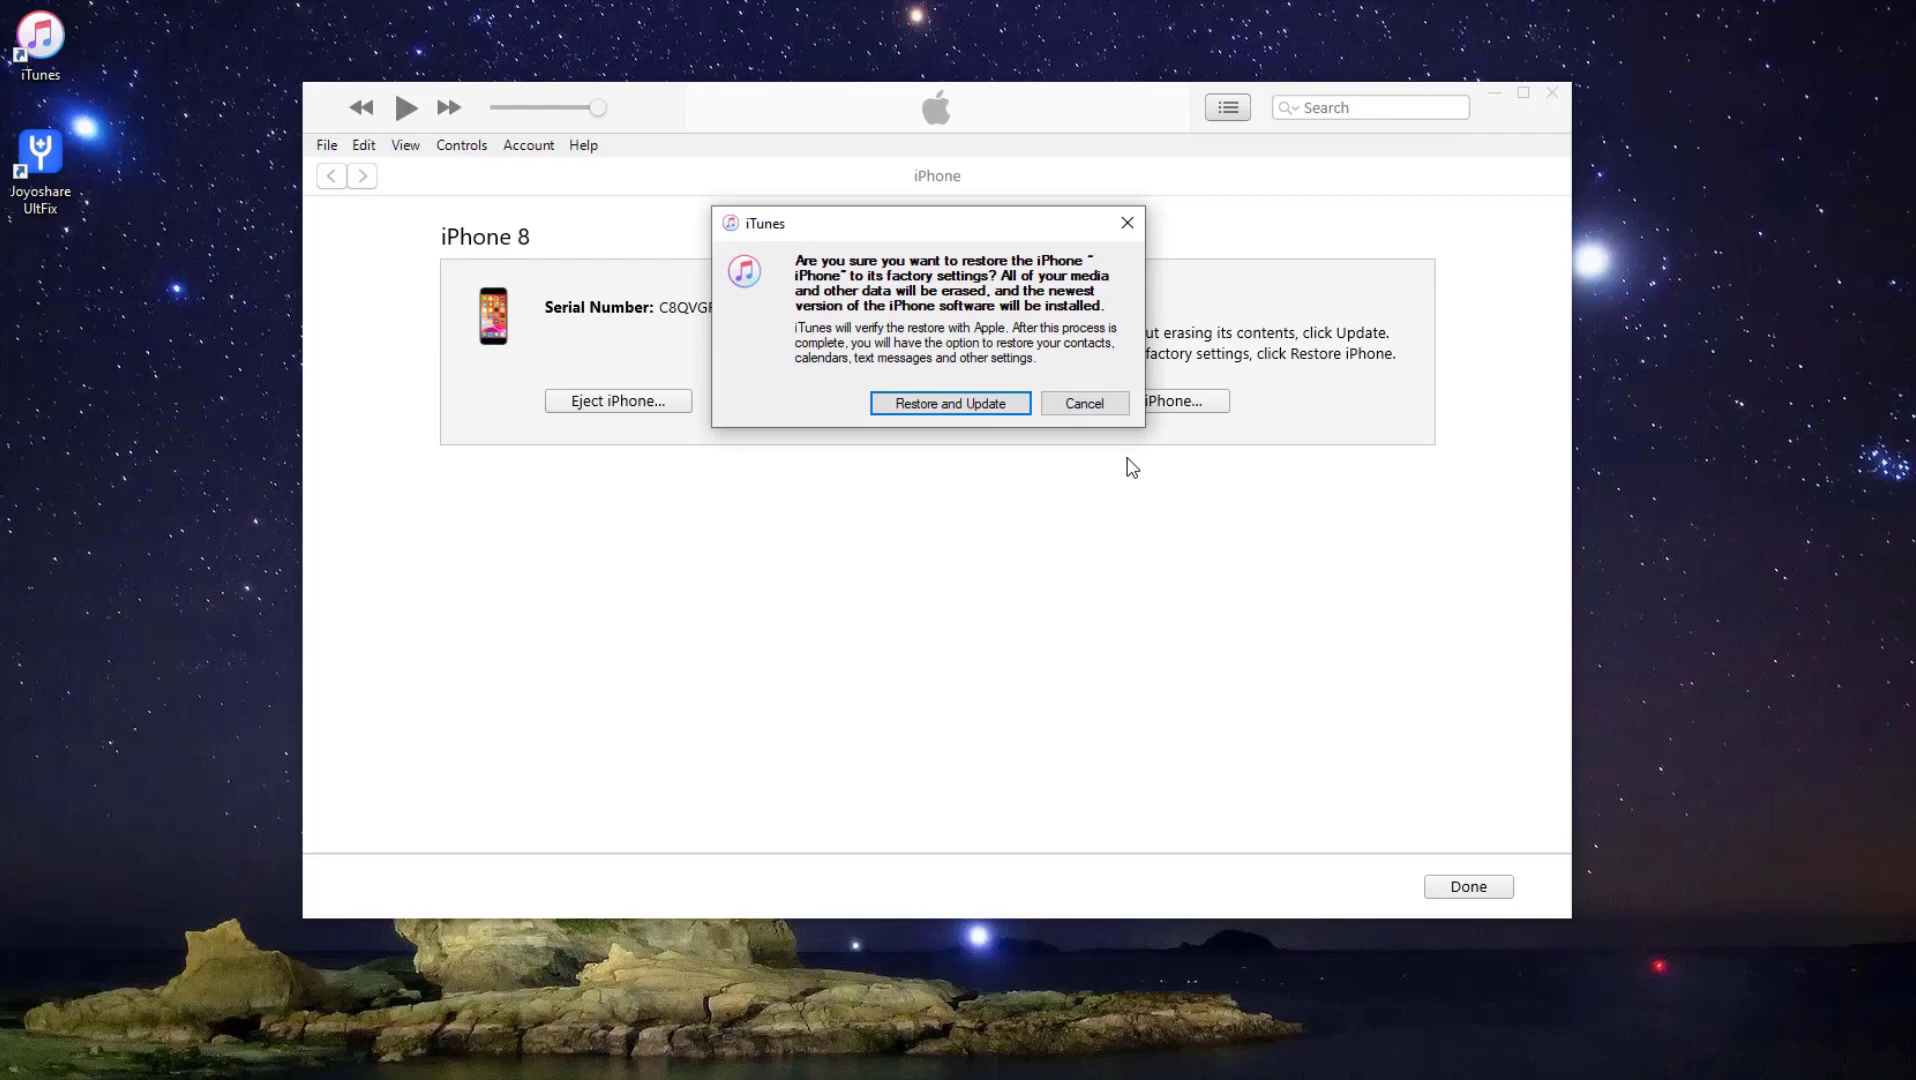 iTunes
Joyoshare
UltFix
Search
File Edit View Controls Account Help
iPhone
iPhone 8
Serial Number: C8QVG
ut erasing its contents, click Update.
factory settings, click Restore iPhone.
Eject iPhone...
iPhone...
iTunes
Are you sure you want to restore the iPhone “
iPhone” to its factory settings? All of your media
and other data will be erased, and the newest
version of the iPhone software will be installed.
iTunes will verify the restore with Apple. After this process is
complete, you will have the option to restore your contacts,
calendars, text messages and other settings.
Restore and Update
Cancel
Done